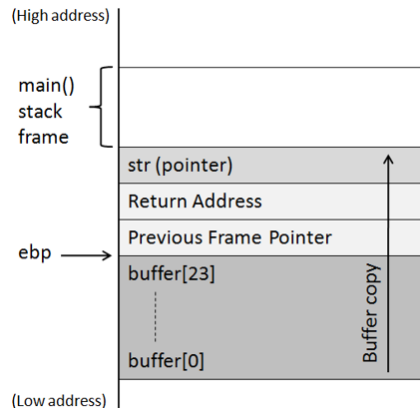 (High address)
main()
stack
frame
str (pointer)
Return Address
Previous Frame Pointer
ebp
buffer[23]
buffer[0]
Buffer copy
(Low address)